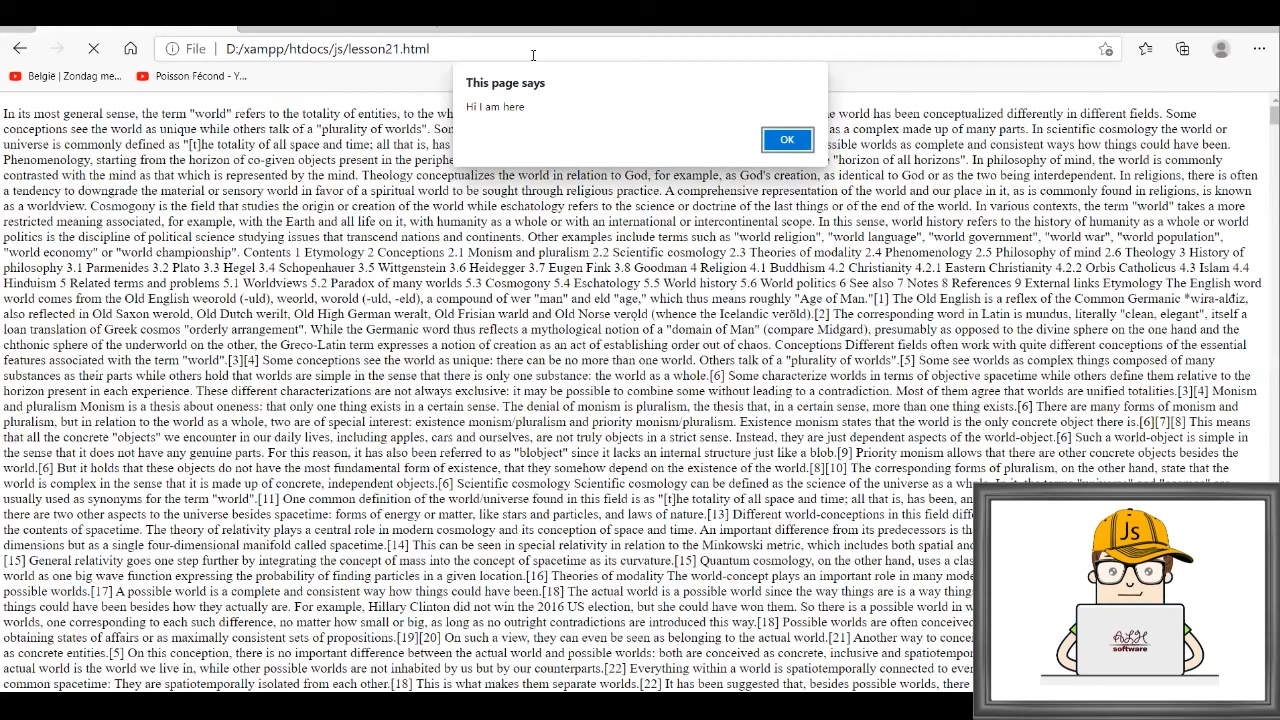 File D:/xampp/htdocs/js/lesson21.html
België | Zondag me... Poisson Fécond - Y...
This page says
Hi I am here
OK
In its most general sense, the term "world" refers to the totality of entities, to the wh
world has been conceptualized differently in different fields. Some
conceptions see the world as unique while others talk of a "plurality of worlds". Som
as a complex made up of many parts. In scientific cosmology the world or
universe is commonly defined as "[t]he totality of all space and time; all that is, has
possible worlds as complete and consistent ways how things could have been.
Phenomenology, starting from the horizon of co-given objects present in the periphe
"horizon of all horizons". In philosophy of mind, the world is commonly
contrasted with the mind as that which is represented by the mind. Theology conceptualizes the world in relation to God, for example, as God's creation, as identical to God or as the two being interdependent. In religions, there is often
a tendency to downgrade the material or sensory world in favor of a spiritual world to be sought through religious practice. A comprehensive representation of the world and our place in it, as is commonly found in religions, is known
as a worldview. Cosmogony is the field that studies the origin or creation of the world while eschatology refers to the science or doctrine of the last things or of the end of the world. In various contexts, the term "world" takes a more
restricted meaning associated, for example, with the Earth and all life on it, with humanity as a whole or with an international or intercontinental scope. In this sense, world history refers to the history of humanity as a whole or world
politics is the discipline of political science studying issues that transcend nations and continents. Other examples include terms such as "world religion", "world language", "world government", "world war", "world population",
"world economy" or "world championship". Contents 1 Etymology 2 Conceptions 2.1 Monism and pluralism 2.2 Scientific cosmology 2.3 Theories of modality 2.4 Phenomenology 2.5 Philosophy of mind 2.6 Theology 3 History of
philosophy 3.1 Parmenides 3.2 Plato 3.3 Hegel 3.4 Schopenhauer 3.5 Wittgenstein 3.6 Heidegger 3.7 Eugen Fink 3.8 Goodman 4 Religion 4.1 Buddhism 4.2 Christianity 4.2.1 Eastern Christianity 4.2.2 Orbis Catholicus 4.3 Islam 4.4
Hinduism 5 Related terms and problems 5.1 Worldviews 5.2 Paradox of many worlds 5.3 Cosmogony 5.4 Eschatology 5.5 World history 5.6 World politics 6 See also 7 Notes 8 References 9 External links Etymology The English word
world comes from the Old English weorold (-uld), weorld, worold (-uld, -eld), a compound of wer "man" and eld "age," which thus means roughly "Age of Man."[1] The Old English is a reflex of the Common Germanic *wira-alđiz,
also reflected in Old Saxon werold, Old Dutch werilt, Old High German weralt, Old Frisian warld and Old Norse verǫld (whence the Icelandic veröld).[2] The corresponding word in Latin is mundus, literally "clean, elegant", itself a
loan translation of Greek cosmos "orderly arrangement". While the Germanic word thus reflects a mythological notion of a "domain of Man" (compare Midgard), presumably as opposed to the divine sphere on the one hand and the
chthonic sphere of the underworld on the other, the Greco-Latin term expresses a notion of creation as an act of establishing order out of chaos. Conceptions Different fields often work with quite different conceptions of the essential
features associated with the term "world".[3][4] Some conceptions see the world as unique: there can be no more than one world. Others talk of a "plurality of worlds".[5] Some see worlds as complex things composed of many
substances as their parts while others hold that worlds are simple in the sense that there is only one substance: the world as a whole.[6] Some characterize worlds in terms of objective spacetime while others define them relative to the
horizon present in each experience. These different characterizations are not always exclusive: it may be possible to combine some without leading to a contradiction. Most of them agree that worlds are unified totalities.[3][4] Monism
and pluralism Monism is a thesis about oneness: that only one thing exists in a certain sense. The denial of monism is pluralism, the thesis that, in a certain sense, more than one thing exists.[6] There are many forms of monism and
pluralism, but in relation to the world as a whole, two are of special interest: existence monism/pluralism and priority monism/pluralism. Existence monism states that the world is the only concrete object there is.[6][7][8] This means
that all the concrete "objects" we encounter in our daily lives, including apples, cars and ourselves, are not truly objects in a strict sense. Instead, they are just dependent aspects of the world-object.[6] Such a world-object is simple in
the sense that it does not have any genuine parts. For this reason, it has also been referred to as "blobject" since it lacks an internal structure just like a blob.[9] Priority monism allows that there are other concrete objects besides the
world.[6] But it holds that these objects do not have the most fundamental form of existence, that they somehow depend on the existence of the world.[8][10] The corresponding forms of pluralism, on the other hand, state that the
world is complex in the sense that it is made up of concrete, independent objects.[6] Scientific cosmology Scientific cosmology can be defined as the science of the universe as a whole. In it, the terms "universe" and "cosmos" are
usually used as synonyms for the term "world".[11] One common definition of the world/universe found in this field is as "[t]he totality of all space and time; all that is, has been, an
there are two other aspects to the universe besides spacetime: forms of energy or matter, like stars and particles, and laws of nature.[13] Different world-conceptions in this field diff
the contents of spacetime. The theory of relativity plays a central role in modern cosmology and its conception of space and time. An important difference from its predecessors is th
dimensions but as a single four-dimensional manifold called spacetime.[14] This can be seen in special relativity in relation to the Minkowski metric, which includes both spatial and
[15] General relativity goes one step further by integrating the concept of mass into the concept of spacetime as its curvature.[15] Quantum cosmology, on the other hand, uses a clas
world as one big wave function expressing the probability of finding particles in a given location.[16] Theories of modality The world-concept plays an important role in many mode
possible worlds.[17] A possible world is a complete and consistent way how things could have been.[18] The actual world is a possible world since the way things are is a way thing
things could have been besides how they actually are. For example, Hillary Clinton did not win the 2016 US election, but she could have won them. So there is a possible world in w
worlds, one corresponding to each such difference, no matter how small or big, as long as no outright contradictions are introduced this way.[18] Possible worlds are often conceived
obtaining states of affairs or as maximally consistent sets of propositions.[19][20] On such a view, they can even be seen as belonging to the actual world.[21] Another way to concei
as concrete entities.[5] On this conception, there is no important difference between the actual world and possible worlds: both are conceived as concrete, inclusive and spatiotempor
actual world is the world we live in, while other possible worlds are not inhabited by us but by our counterparts.[22] Everything within a world is spatiotemporally connected to ever
common spacetime: They are spatiotemporally isolated from each other.[18] This is what makes them separate worlds.[22] It has been suggested that, besides possible worlds, there
JS
software